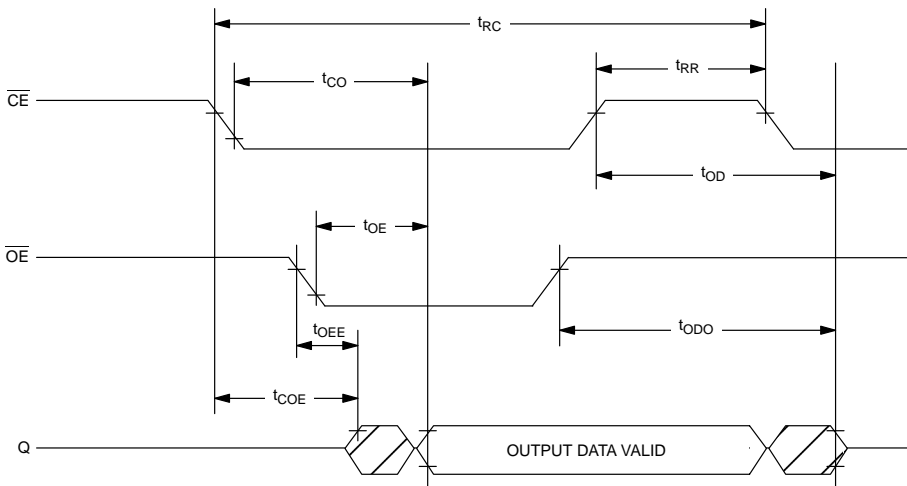 tRC
tCO
tRR
CE
tOD
tOE
OE
tOEE
tODO
tCOE
Q
OUTPUT DATA VALID